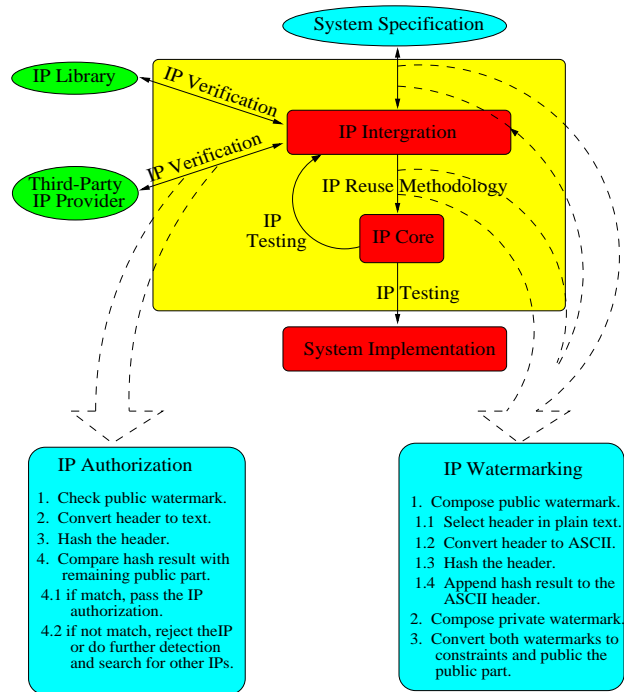 System Specification
IP Library
IP Verification
IP Intergration
IP Verification
Third-Party
IP Provider
IP Reuse Methodology
IP
Testing
IP Core
IP Testing
System Implementation
IP Authorization
1. Check public watermark.
2. Convert header to text.
3. Hash the header.
4. Compare hash result with
remaining public part.
4.1 if match, pass the IP
authorization.
4.2 if not match, reject theIP
or do further detection
and search for other IPs.
IP Watermarking
1. Compose public watermark.
1.1 Select header in plain text.
1.2 Convert header to ASCII.
1.3 Hash the header.
1.4 Append hash result to the
ASCII header.
2. Compose private watermark.
3. Convert both watermarks to
constraints and public the
public part.